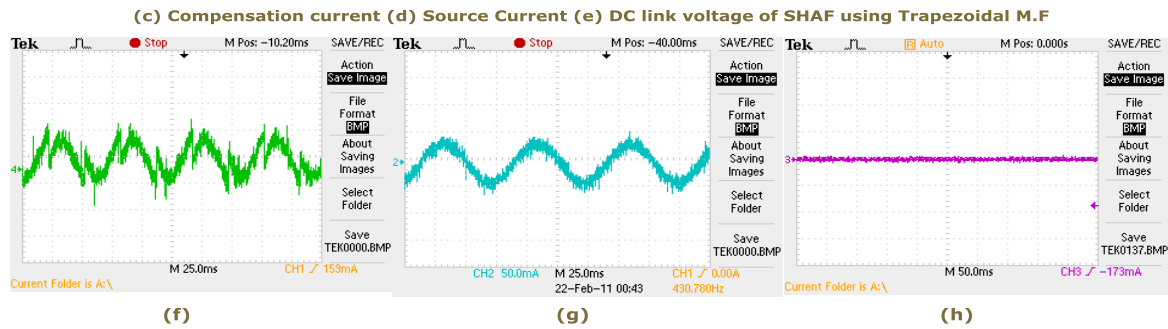 (c) Compensation current (d) Source Current (e) DC link voltage of SHAF using Trapezoidal M.F
Tek Stop M Pos: -10.20ms SAVE/REC
Action
Save Image
File
Format
BMP
About
Saving
Images
Select
Folder
Save
TEK0000.BMP
4
M 25.0ms CH1 159mA
Current Folder is A:\
(f)
Tek Stop M Pos: -40.00ms SAVE/REC
Action
Save Image
File
Format
BMP
About
Saving
Images
Select
Folder
Save
TEK0000.BMP
2
CH2 50.0mA M 25.0ms CH1 0.00A
22-Feb-11 00:43 430.780Hz
(g)
Tek R Auto M Pos: 0.000s SAVE/REC
Action
Save Image
File
Format
BMP
About
Saving
Images
Select
Folder
Save
TEK0137.BMP
3
M 50.0ms CH3 -173mA
Current Folder is A:\
(h)